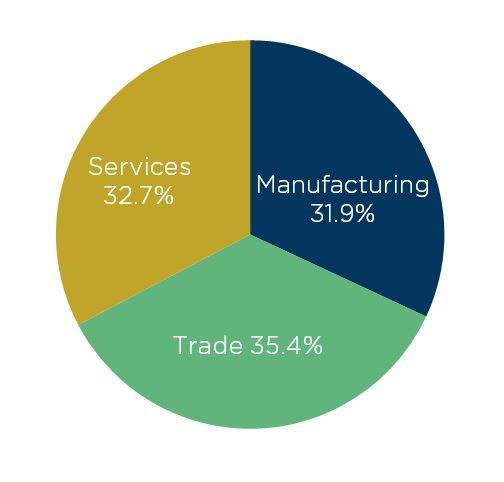 Services
32.7%
Manufacturing
31.9%
Trade 35.4%